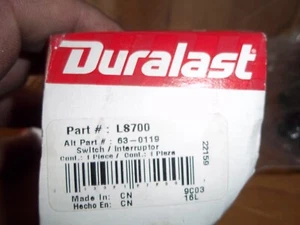 Duralast
Part # : L8700
Alt Part # : 63-0119
Switch / Interruptor
Cont.: 1 Piece / Cont.: 1 Pieza
22159
Made In: CN
9C03
Hecho En: CN
16L